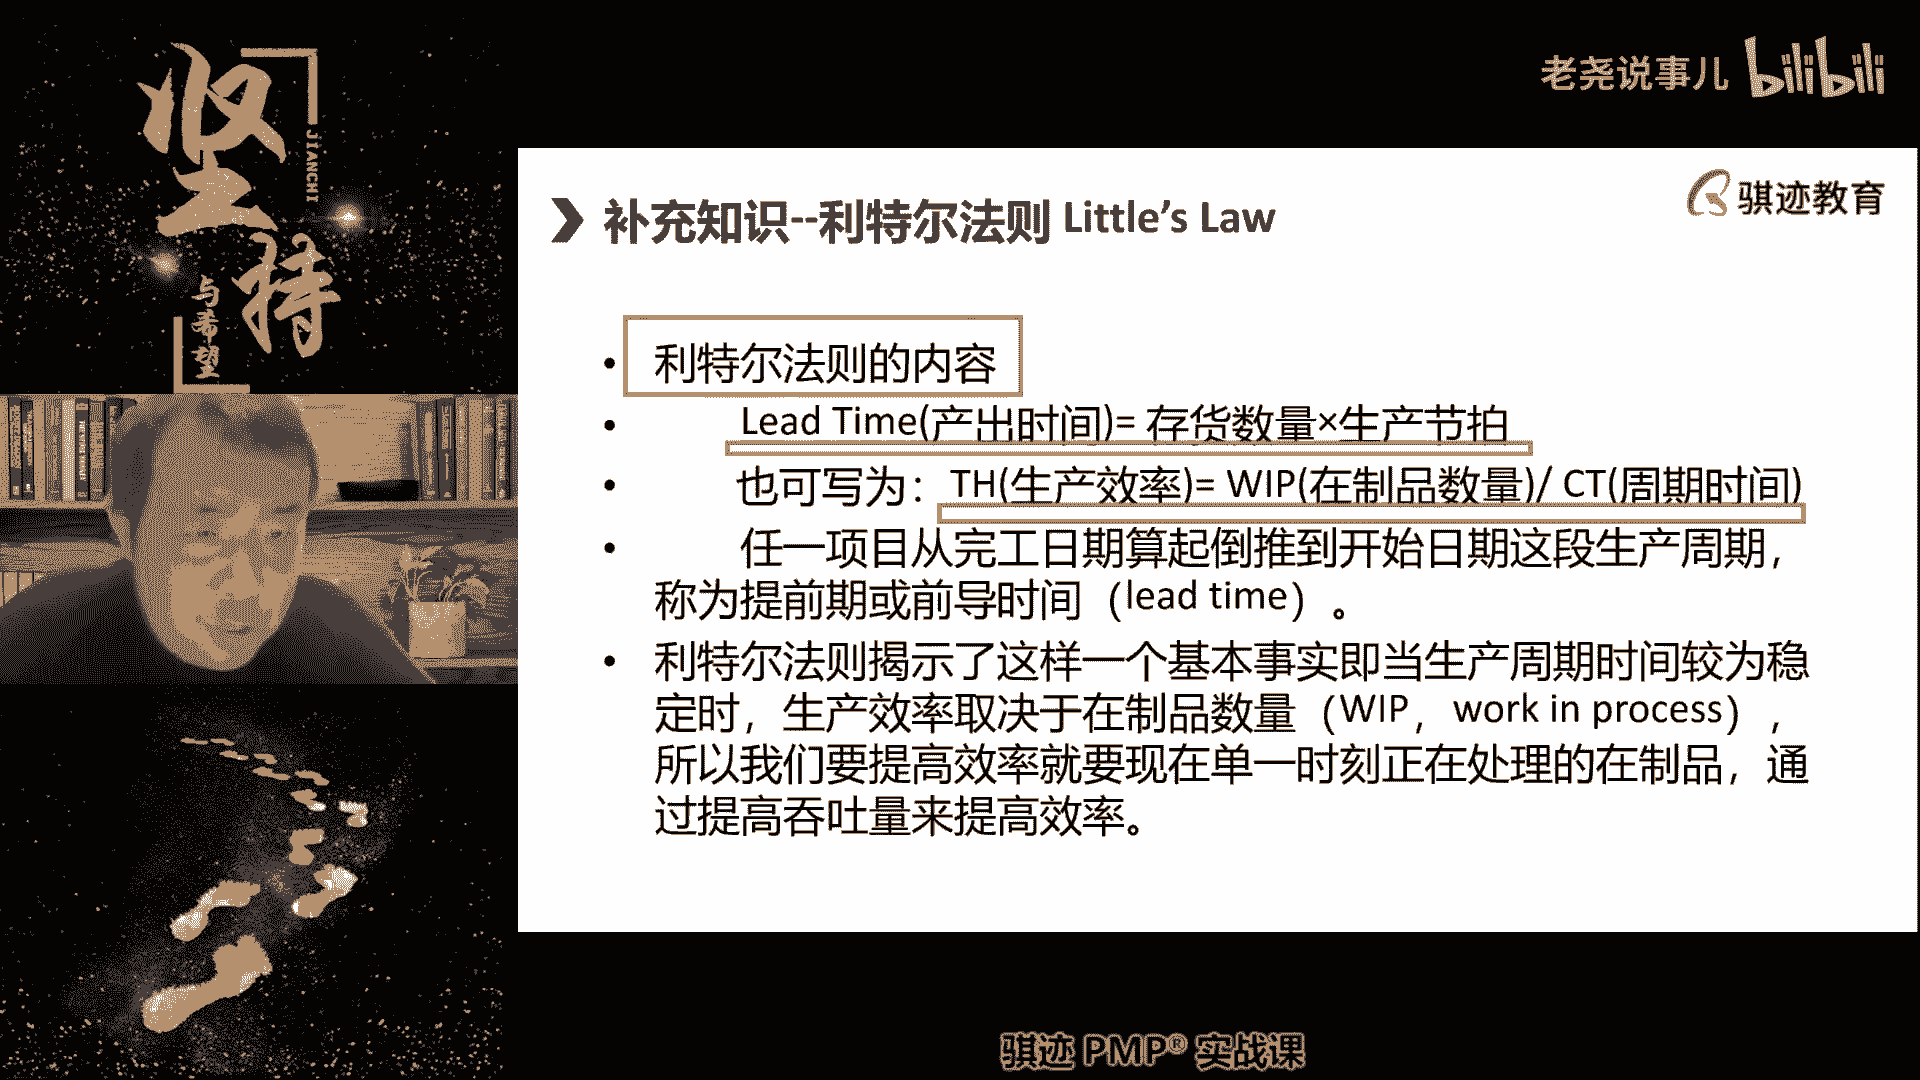 坚持
JIANCHI
与希望
老尧说事儿 bilibili
骐迹教育
补充知识--利特尔法则 Little's Law
• 利特尔法则的内容
• Lead Time(产出时间)= 存货数量×生产节拍
• 也可写为：TH(生产效率)= WIP(在制品数量)/ CT(周期时间)
• 任一项目从完工日期算起倒推到开始日期这段生产周期，
称为提前期或前导时间（lead time）。
• 利特尔法则揭示了这样一个基本事实即当生产周期时间较为稳
定时，生产效率取决于在制品数量（WIP，work in process），
所以我们要提高效率就要现在单一时刻正在处理的在制品，通
过提高吞吐量来提高效率。
骐迹 PMP® 实战课